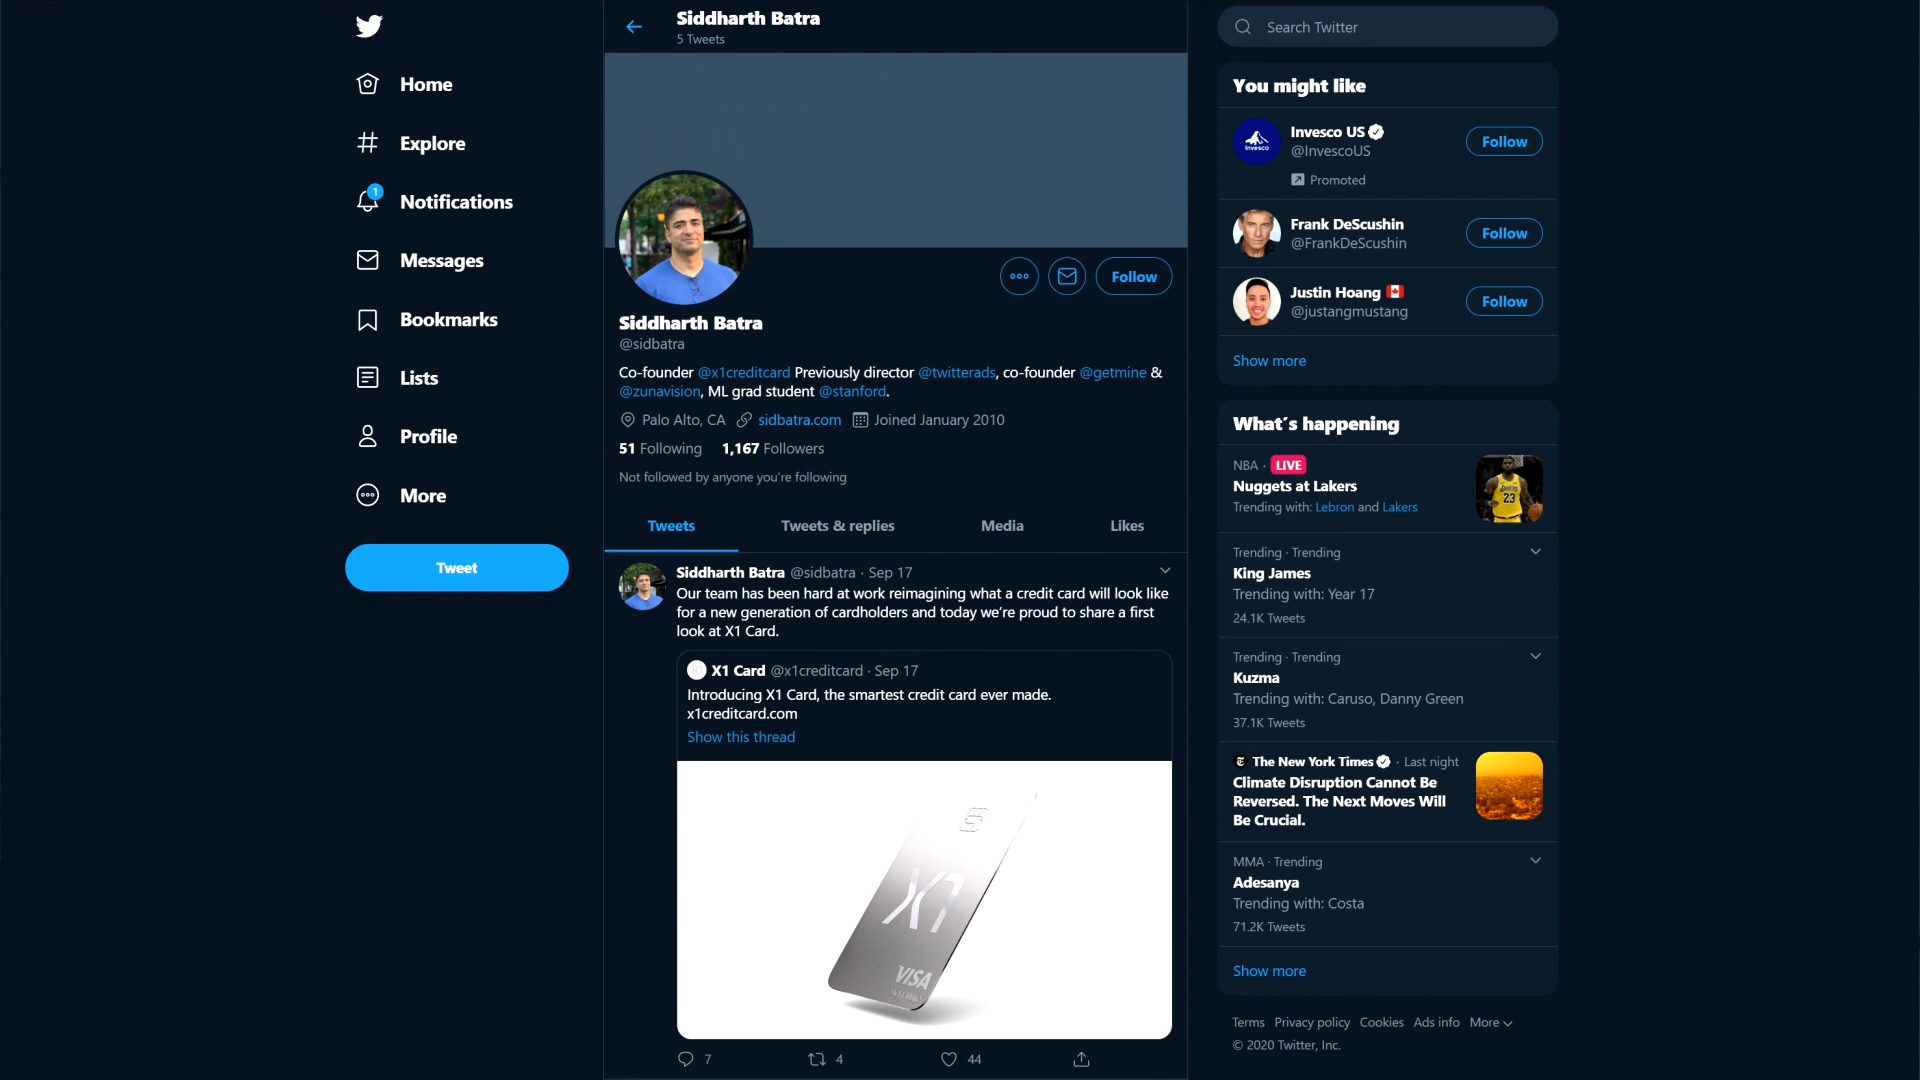 Home
Explore
1
Notifications
Messages
Bookmarks
Lists
Profile
More
Tweet
Siddharth Batra
5 Tweets
Follow
Siddharth Batra
@sidbatra
Co-founder @x1creditcard Previously director @twitterads, co-founder @getmine &
@zunavision, ML grad student @stanford.
Palo Alto, CA sidbatra.com Joined January 2010
51 Following 1,167 Followers
Not followed by anyone you're following
Tweets Tweets & replies Media Likes
Siddharth Batra @sidbatra · Sep 17
Our team has been hard at work reimagining what a credit card will look like
for a new generation of cardholders and today we're proud to share a first
look at X1 Card.
X1 Card @x1creditcard · Sep 17
Introducing X1 Card, the smartest credit card ever made.
x1creditcard.com
Show this thread
X1
VISA
7 4 44
Search Twitter
You might like
Invesco
Invesco US
@InvescoUS
Follow
Promoted
Frank DeScushin
@FrankDeScushin
Follow
Justin Hoang
@justangmustang
Follow
Show more
What´s happening
NBA · LIVE
Nuggets at Lakers
Trending with: Lebron and Lakers
LAKERS
23
Trending · Trending
King James
Trending with: Year 17
24.1K Tweets
Trending · Trending
Kuzma
Trending with: Caruso, Danny Green
37.1K Tweets
The New York Times · Last night
Climate Disruption Cannot Be
Reversed. The Next Moves Will
Be Crucial.
MMA · Trending
Adesanya
Trending with: Costa
71.2K Tweets
Show more
Terms Privacy policy Cookies Ads info More
© 2020 Twitter, Inc.